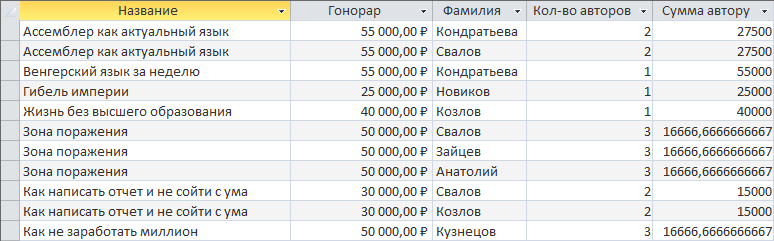 Название Гонорар Фамилия Кол-во авторов Сумма автору
Ассемблер как актуальный язык 55 000,00 ₽ Кондратьева 2 27500
Ассемблер как актуальный язык 55 000,00 ₽ Свалов 2 27500
Венгерский язык за неделю 55 000,00 ₽ Кондратьева 1 55000
Гибель империи 25 000,00 ₽ Новиков 1 25000
Жизнь без высшего образования 40 000,00 ₽ Козлов 1 40000
Зона поражения 50 000,00 ₽ Свалов 3 16666,6666666667
Зона поражения 50 000,00 ₽ Зайцев 3 16666,6666666667
Зона поражения 50 000,00 ₽ Анатолий 3 16666,6666666667
Как написать отчет и не сойти с ума 30 000,00 ₽ Свалов 2 15000
Как написать отчет и не сойти с ума 30 000,00 ₽ Козлов 2 15000
Как не заработать миллион 50 000,00 ₽ Кузнецов 3 16666,6666666667